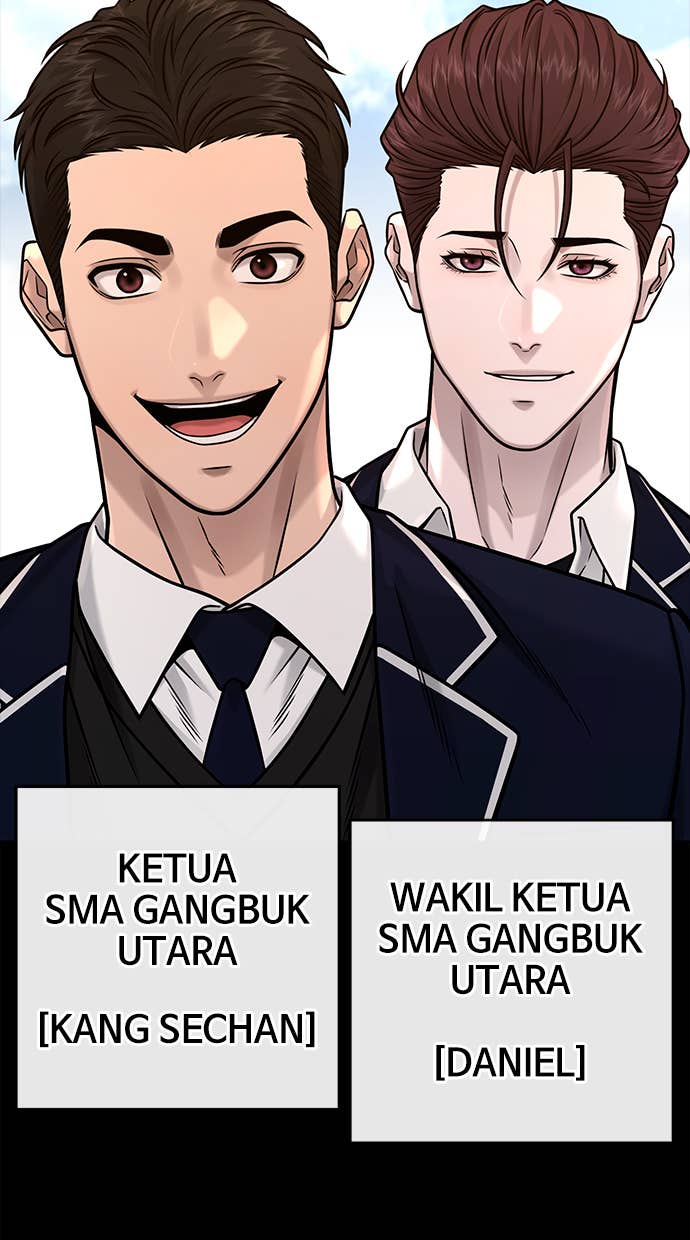 KETUA
SMA GANGBUK
UTARA
[KANG SECHAN]
WAKIL KETUA
SMA GANGBUK
UTARA
[DANIEL]